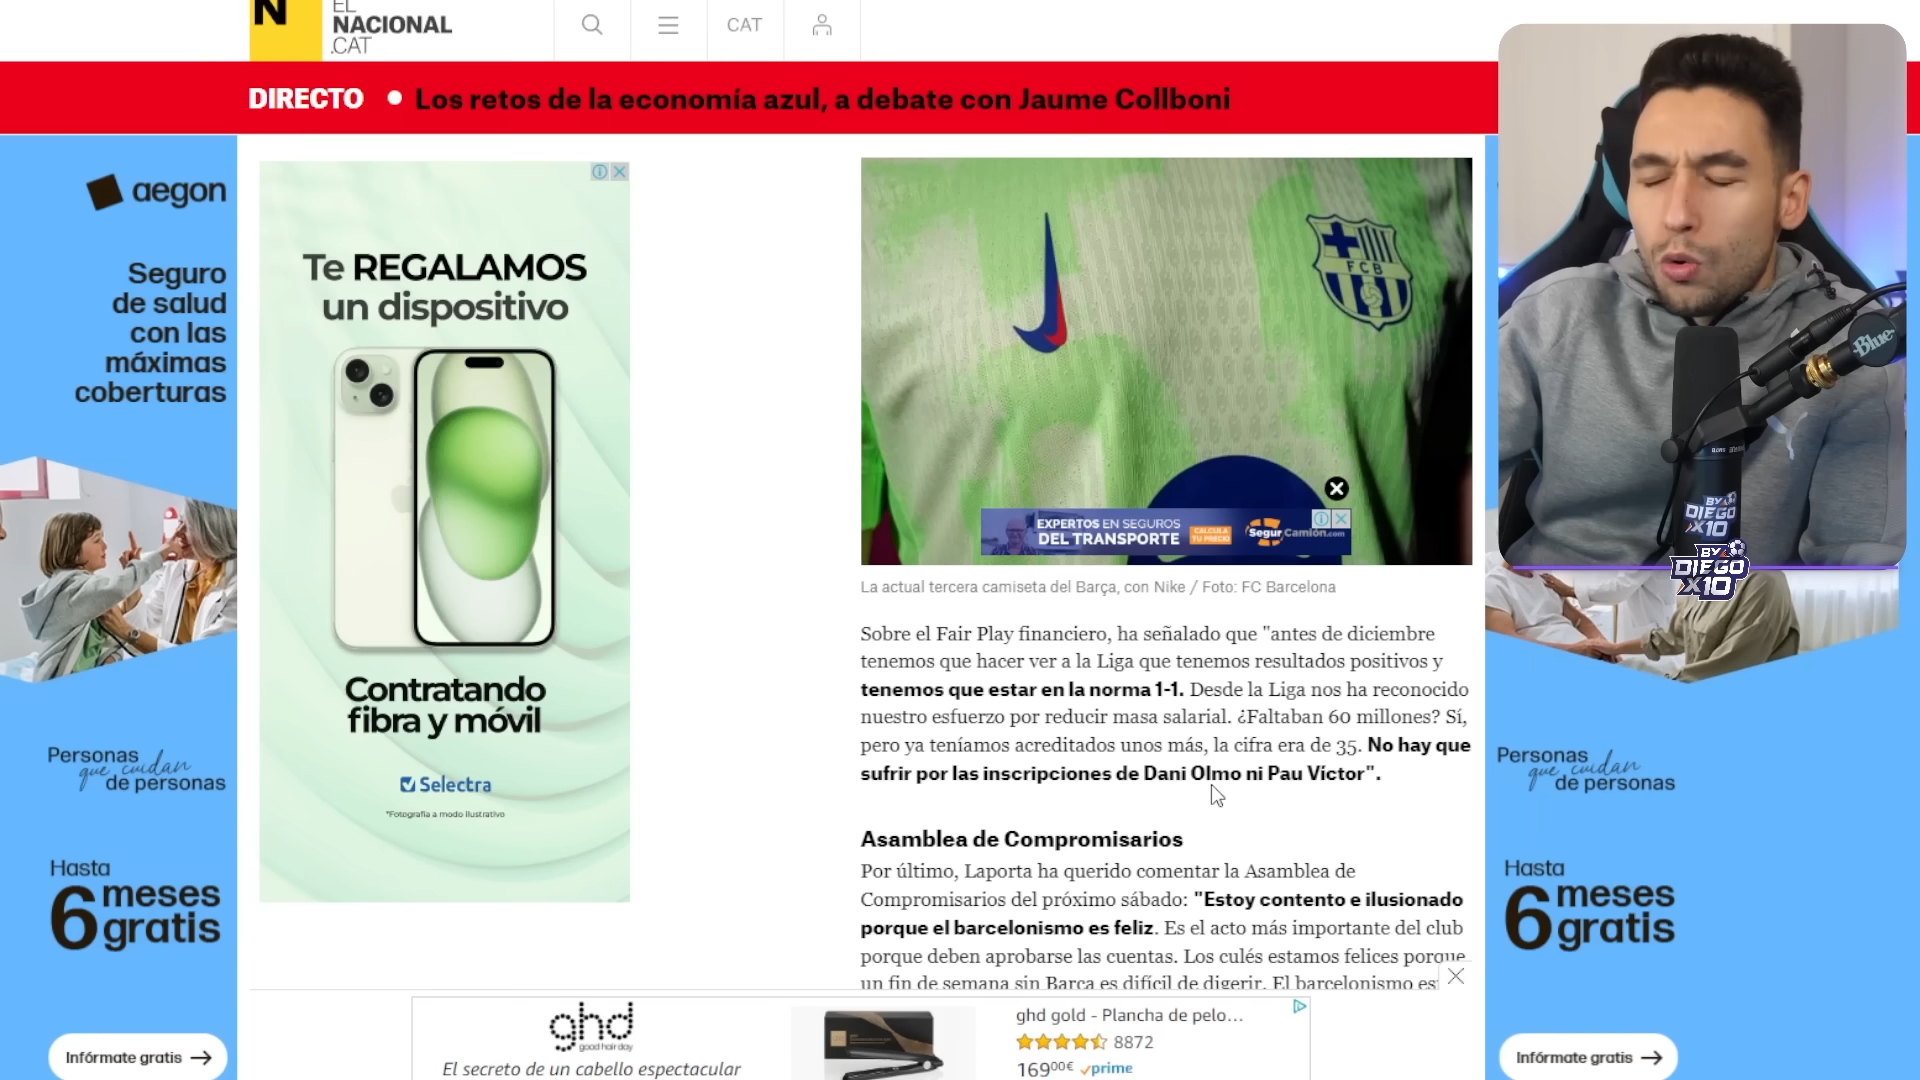 N
EL
NACIONAL
.CAT
CAT
DIRECTO • Los retos de la economía azul, a debate con Jaume Collboni
aegon
Seguro
de salud
con las
máximas
coberturas
Personas
que cuidan
de personas
Hasta
6 meses
gratis
Infórmate gratis →
Te REGALAMOS
un dispositivo
Contratando
fibra y móvil
Selectra
*Fotografía a modo ilustrativo
FCB
EXPERTOS EN SEGUROS
DEL TRANSPORTE
CALCULA
TU PRECIO
SegurCamión.com
La actual tercera camiseta del Barça, con Nike / Foto: FC Barcelona
Sobre el Fair Play financiero, ha señalado que "antes de diciembre
tenemos que hacer ver a la Liga que tenemos resultados positivos y
tenemos que estar en la norma 1-1. Desde la Liga nos ha reconocido
nuestro esfuerzo por reducir masa salarial. ¿Faltaban 60 millones? Sí,
pero ya teníamos acreditados unos más, la cifra era de 35. No hay que
sufrir por las inscripciones de Dani Olmo ni Pau Víctor".
Asamblea de Compromisarios
Por último, Laporta ha querido comentar la Asamblea de
Compromisarios del próximo sábado: "Estoy contento e ilusionado
porque el barcelonismo es feliz. Es el acto más importante del club
porque deben aprobarse las cuentas. Los culés estamos felices porque
un fin de semana sin Barça es difícil de digerir. El barcelonismo es
ghd
good hair day
El secreto de un cabello espectacular
ghd gold - Plancha de pelo...
8872
169⁰⁰€ prime
Blue
BY
DIEGO
X10
BY
DIEGO
X10
Personas
que cuidan
de personas
Hasta
6 meses
gratis
Infórmate gratis →